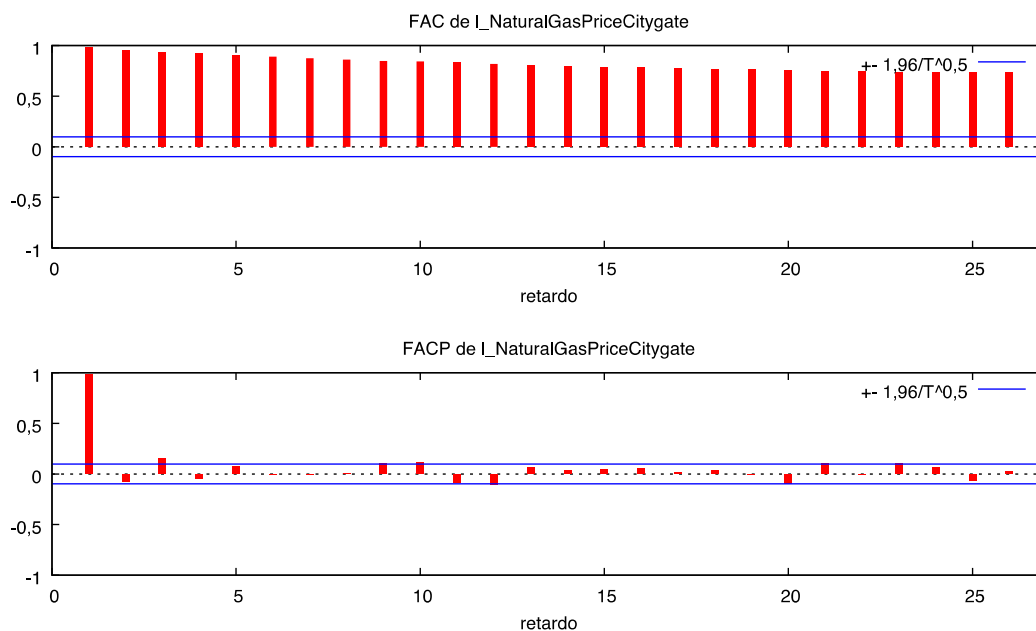 FAC de l_NaturalGasPriceCitygate
1
+- 1,96/T^0,5
0,5
0
-0,5
-1
0 5 10 15 20 25
retardo
FACP de l_NaturalGasPriceCitygate
1
+- 1,96/T^0,5
0,5
0
-0,5
-1
0 5 10 15 20 25
retardo